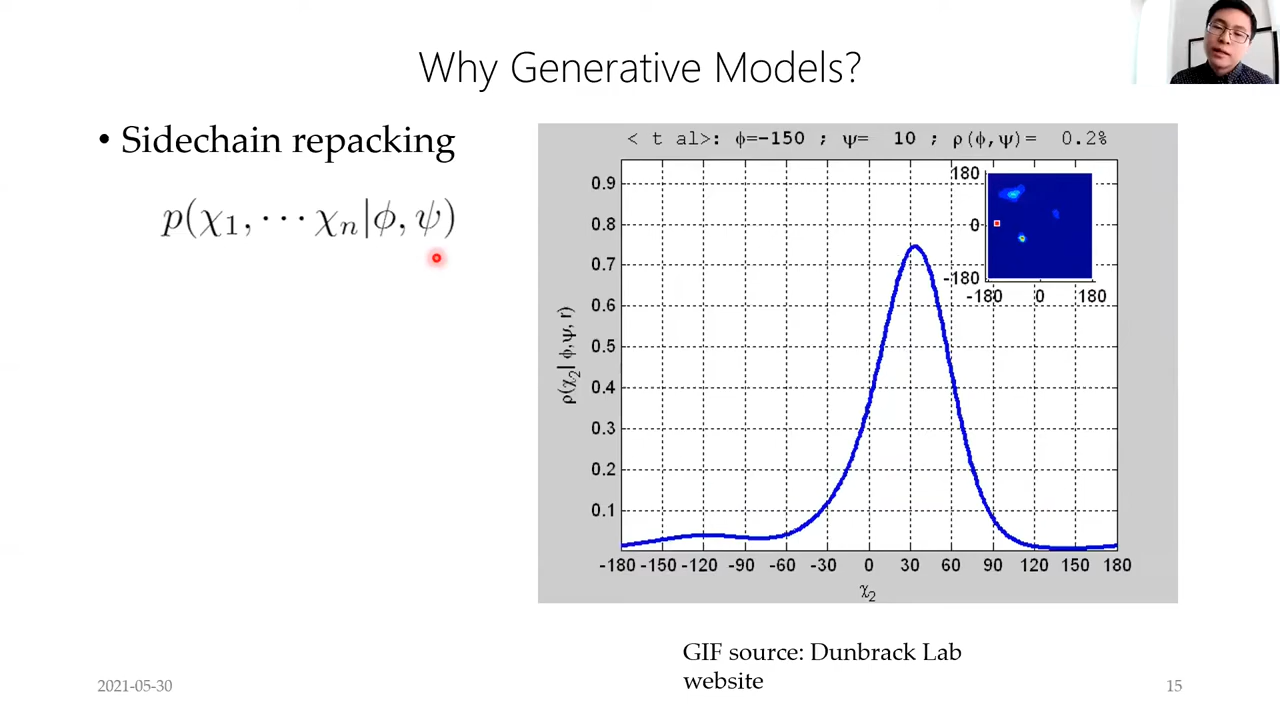 Why Generative Models?
• Sidechain repacking
p(χ₁, ⋯ χₙ|ϕ, ψ)
< t al>: ϕ=-150 ; ψ= 10 ; ρ(ϕ,ψ)= 0.2%
0.9
0.8
0.7
0.6
0.5
0.4
0.3
0.2
0.1
ρ(χ₂| ϕ,ψ, r)
180
0
-180
-180 0 180
-180 -150 -120 -90 -60 -30 0 30 60 90 120 150 180
χ₂
GIF source: Dunbrack Lab
website
2021-05-30
15